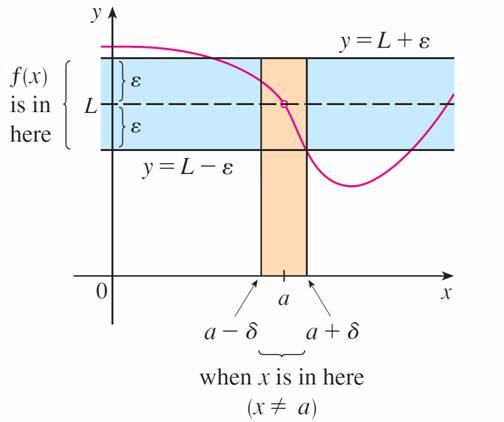 y
y = L + ε
f(x)
is in
here
ε
L
ε
y = L − ε
0
a
x
a − δ
a + δ
when x is in here
(x ≠ a)